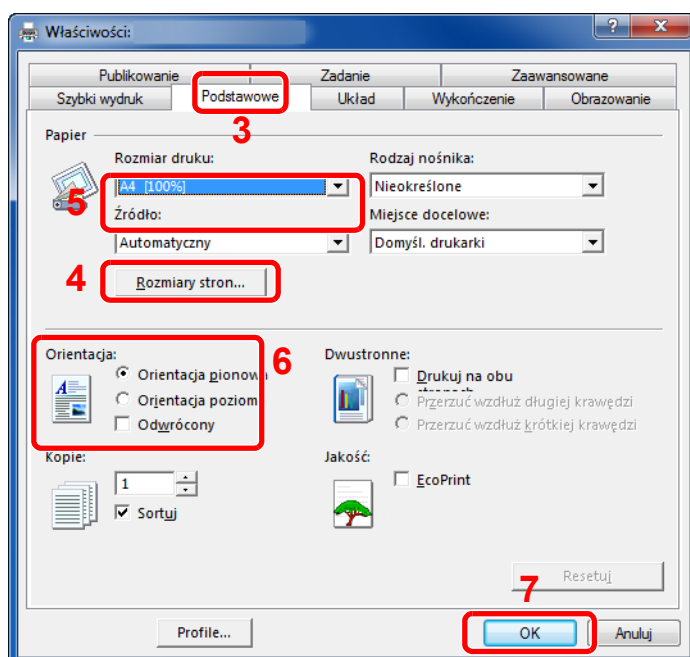 Właściwości:
Publikowanie Zadanie Zaawansowane
Szybki wydruk Podstawowe Układ Wykończenie Obrazowanie
3
Papier
Rozmiar druku: Rodzaj nośnika:
5 A4 [100%] Nieokreślone
Źródło: Miejsce docelowe:
Automatyczny Domyśl. drukarki
4 Rozmiary stron...
Orientacja: 6 Dwustronne:
Orientacja pionowa Drukuj na obu
Orientacja poziom Przerzuć wzdłuż długiej krawędzi
Odwrócony Przerzuć wzdłuż krótkiej krawędzi
Kopie: Jakość:
1 EcoPrint
Sortuj
Resetuj
7
Profile... OK Anuluj